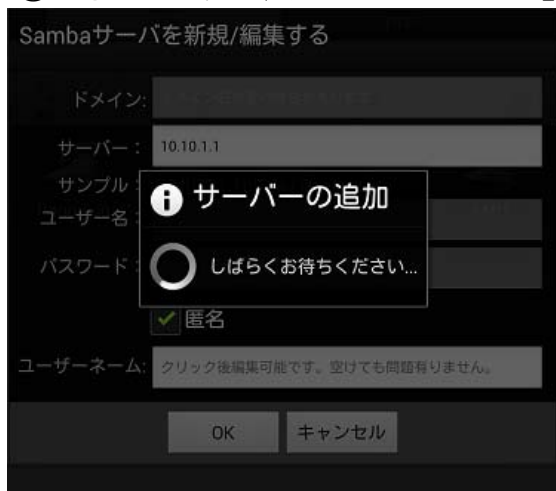 Sambaサーバを新規/編集する
ドメイン:
サーバー：
10.10.1.1
サンプル：
ユーザー名：
パスワード：
サーバーの追加
しばらくお待ちください...
匿名
ユーザーネーム:
クリック後編集可能です。空けても問題有りません。
OK
キャンセル